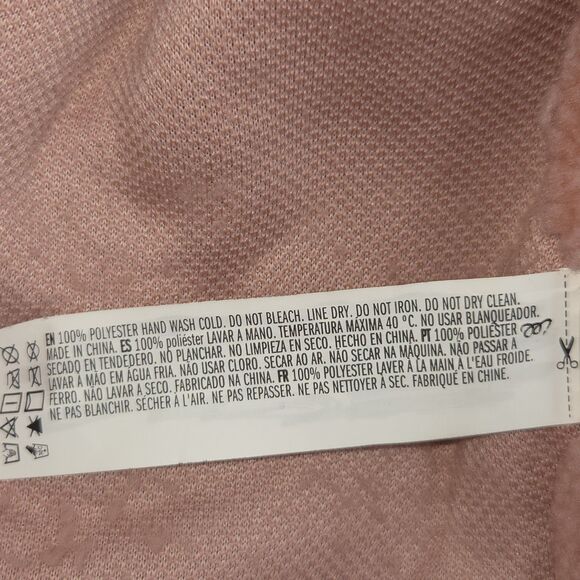 EN 100% POLYESTER HAND WASH COLD. DO NOT BLEACH. LINE DRY. DO NOT IRON. DO NOT DRY CLEAN.
MADE IN CHINA. ES 100% poliéster LAVAR A MANO. TEMPERATURA MÁXIMA 40 °C. NO USAR BLANQUEADOR.
SECADO EN TENDEDERO. NO PLANCHAR. NO LIMPIEZA EN SECO. HECHO EN CHINA. PT 100% POLIÉSTER
LAVAR À MÃO EM ÁGUA FRIA. NÃO USAR CLORO. SECAR AO AR. NÃO SECAR NA MÁQUINA. NÃO PASSAR A
FERRO. NÃO LAVAR A SECO. FABRICADO NA CHINA. FR 100% POLYESTER LAVER À LA MAIN À L'EAU FROIDE.
NE PAS BLANCHIR. SÉCHER À L'AIR. NE PAS REPASSER. NE PAS NETTOYER À SEC. FABRIQUÉ EN CHINE.